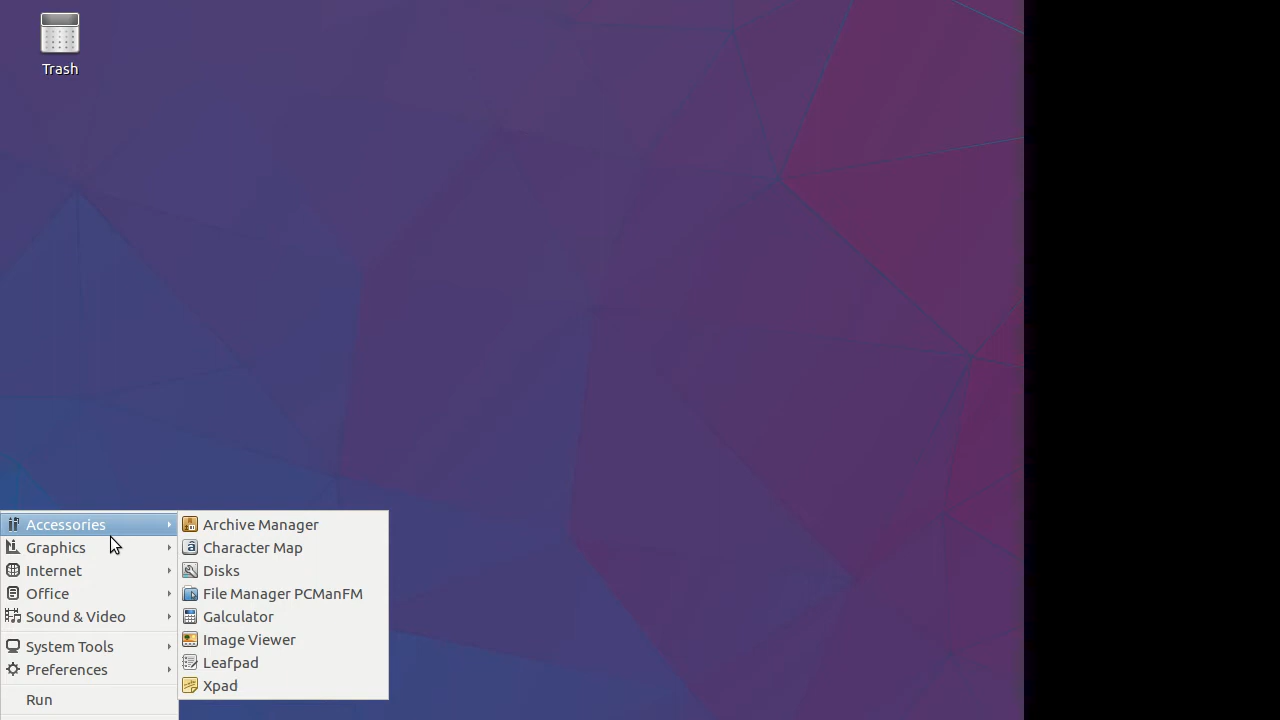 Trash
Accessories
Graphics
Internet
Office
Sound & Video
System Tools
Preferences
Run
Archive Manager
Character Map
Disks
File Manager PCManFM
Galculator
Image Viewer
Leafpad
Xpad